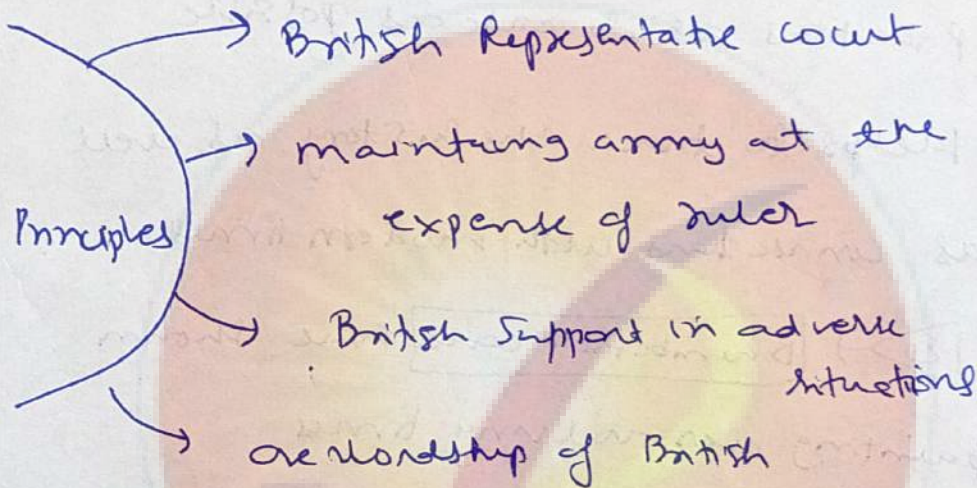 British Representative court
maintaing army at the
expense of ruler
Principles
British Support in adverse
situations
overlordship of British